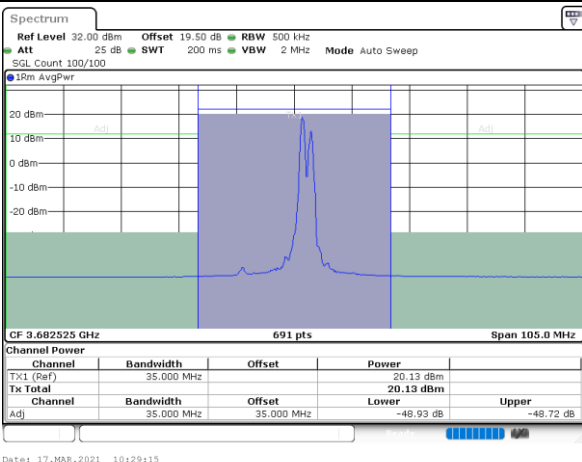 Spectrum
Ref Level 32.00 dBm Offset 19.50 dB RBW 500 kHz
Att 25 dB SWT 200 ms VBW 2 MHz Mode Auto Sweep
SGL Count 100/100
1Rm AvgPwr
20 dBm
Adj Adj
10 dBm
0 dBm
-10 dBm
-20 dBm
CF 3.682525 GHz 691 pts Span 105.0 MHz
Channel Power
Channel Bandwidth Offset Power
TX1 (Ref) 35.000 MHz 20.13 dBm
Tx Total 20.13 dBm
Channel Bandwidth Offset Lower Upper
Adj 35.000 MHz 35.000 MHz -48.93 dB -48.72 dB
Date: 17.MAR.2021 10:29:15